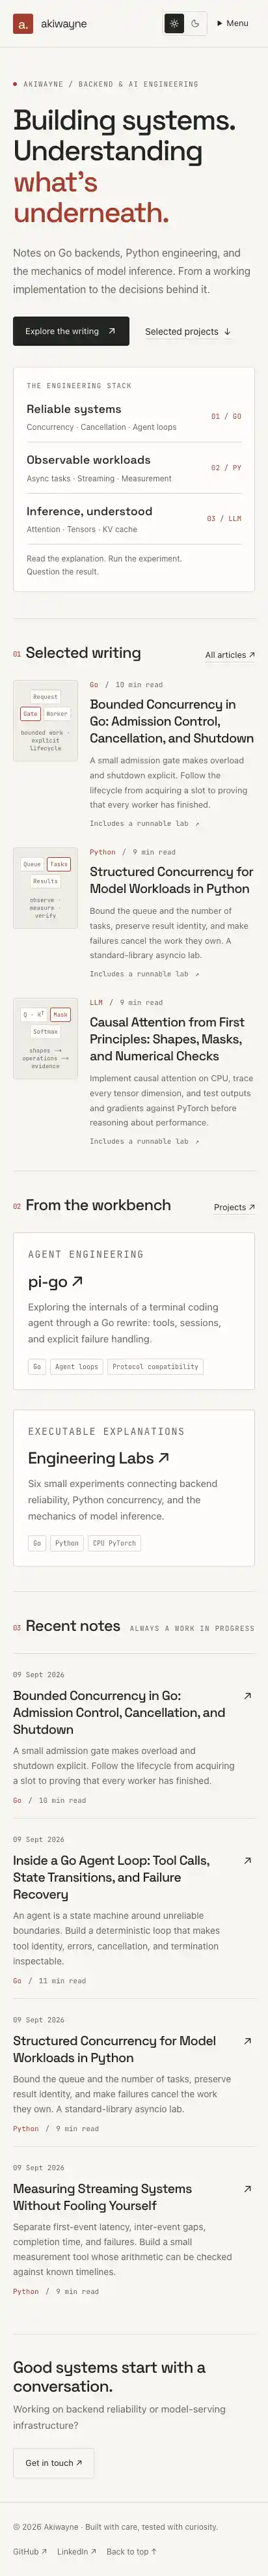 a. akiwayne
Menu
AKIWAYNE / BACKEND & AI ENGINEERING
Building systems.
Understanding
what's
underneath.
Notes on Go backends, Python engineering, and
the mechanics of model inference. From a working
implementation to the decisions behind it.
Explore the writing ↗ Selected projects ↓
THE ENGINEERING STACK
Reliable systems
Concurrency · Cancellation · Agent loops
01 / GO
Observable workloads
Async tasks · Streaming · Measurement
02 / PY
Inference, understood
Attention · Tensors · KV cache
03 / LLM
Read the explanation. Run the experiment.
Question the result.
01 Selected writing
All articles ↗
Request
Gate Worker
bounded work ·
explicit
lifecycle
Go / 10 min read
Bounded Concurrency in
Go: Admission Control,
Cancellation, and Shutdown
A small admission gate makes overload
and shutdown explicit. Follow the
lifecycle from acquiring a slot to proving
that every worker has finished.
Includes a runnable lab ↗
Queue Tasks
Results
observe ·
measure ·
verify
Python / 9 min read
Structured Concurrency for
Model Workloads in Python
Bound the queue and the number of
tasks, preserve result identity, and make
failures cancel the work they own. A
standard-library asyncio lab.
Includes a runnable lab ↗
Q · Kᵀ Mask
Softmax
shapes →
operations →
evidence
LLM / 9 min read
Causal Attention from First
Principles: Shapes, Masks,
and Numerical Checks
Implement causal attention on CPU, trace
every tensor dimension, and test outputs
and gradients against PyTorch before
reasoning about performance.
Includes a runnable lab ↗
02 From the workbench
Projects ↗
AGENT ENGINEERING
pi-go ↗
Exploring the internals of a terminal coding
agent through a Go rewrite: tools, sessions,
and explicit failure handling.
Go Agent loops Protocol compatibility
EXECUTABLE EXPLANATIONS
Engineering Labs ↗
Six small experiments connecting backend
reliability, Python concurrency, and the
mechanics of model inference.
Go Python CPU PyTorch
03 Recent notes
ALWAYS A WORK IN PROGRESS
09 Sept 2026
Bounded Concurrency in Go: ↗
Admission Control, Cancellation, and
Shutdown
A small admission gate makes overload and
shutdown explicit. Follow the lifecycle from acquiring
a slot to proving that every worker has finished.
Go / 10 min read
09 Sept 2026
Inside a Go Agent Loop: Tool Calls, ↗
State Transitions, and Failure
Recovery
An agent is a state machine around unreliable
boundaries. Build a deterministic loop that makes
tool identity, errors, cancellation, and termination
inspectable.
Go / 11 min read
09 Sept 2026
Structured Concurrency for Model ↗
Workloads in Python
Bound the queue and the number of tasks, preserve
result identity, and make failures cancel the work
they own. A standard-library asyncio lab.
Python / 9 min read
09 Sept 2026
Measuring Streaming Systems ↗
Without Fooling Yourself
Separate first-event latency, inter-event gaps,
completion time, and failures. Build a small
measurement tool whose arithmetic can be checked
against known timelines.
Python / 9 min read
Good systems start with a
conversation.
Working on backend reliability or model-serving
infrastructure?
Get in touch ↗
© 2026 Akiwayne · Built with care, tested with curiosity.
GitHub ↗ LinkedIn ↗ Back to top ↑